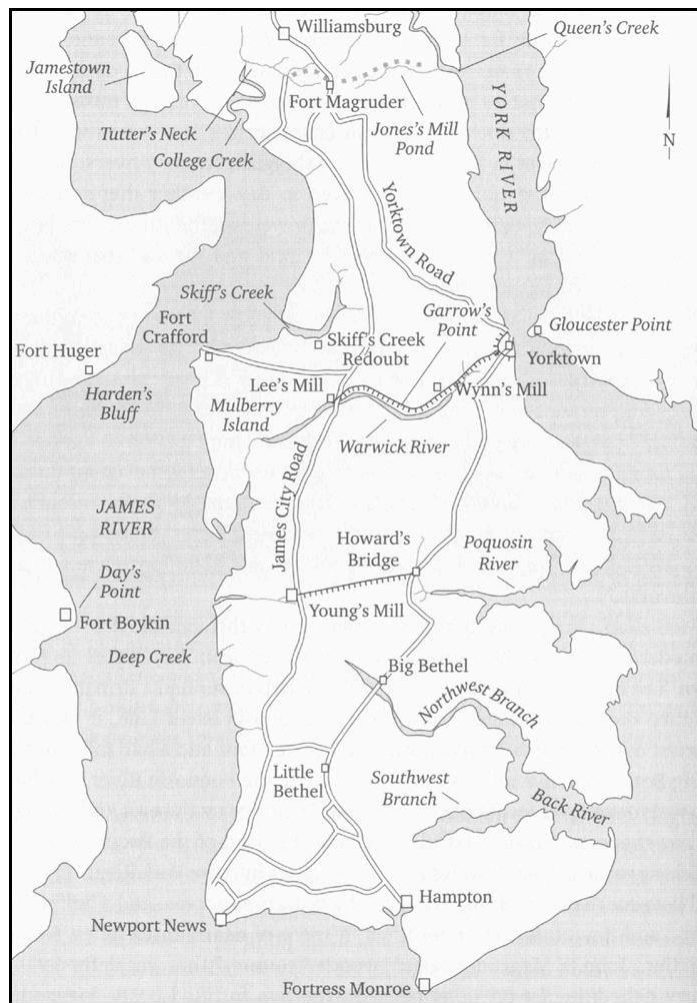 Williamsburg
Queen's Creek
Jamestown
Island
Fort Magruder
YORK RIVER
N
Tutter's Neck
Jones's Mill
Pond
College Creek
Yorktown Road
Skiff's Creek
Garrow's
Point
Fort
Crafford
Gloucester Point
Skiff's Creek
Redoubt
Fort Huger
Yorktown
Harden's
Bluff
Lee's Mill
Wynn's Mill
Mulberry
Island
Warwick River
James City Road
JAMES
RIVER
Howard's
Bridge
Poquosin
River
Day's
Point
Young's Mill
Fort Boykin
Deep Creek
Big Bethel
Northwest Branch
Little
Bethel
Southwest
Branch
Back River
Hampton
Newport News
Fortress Monroe